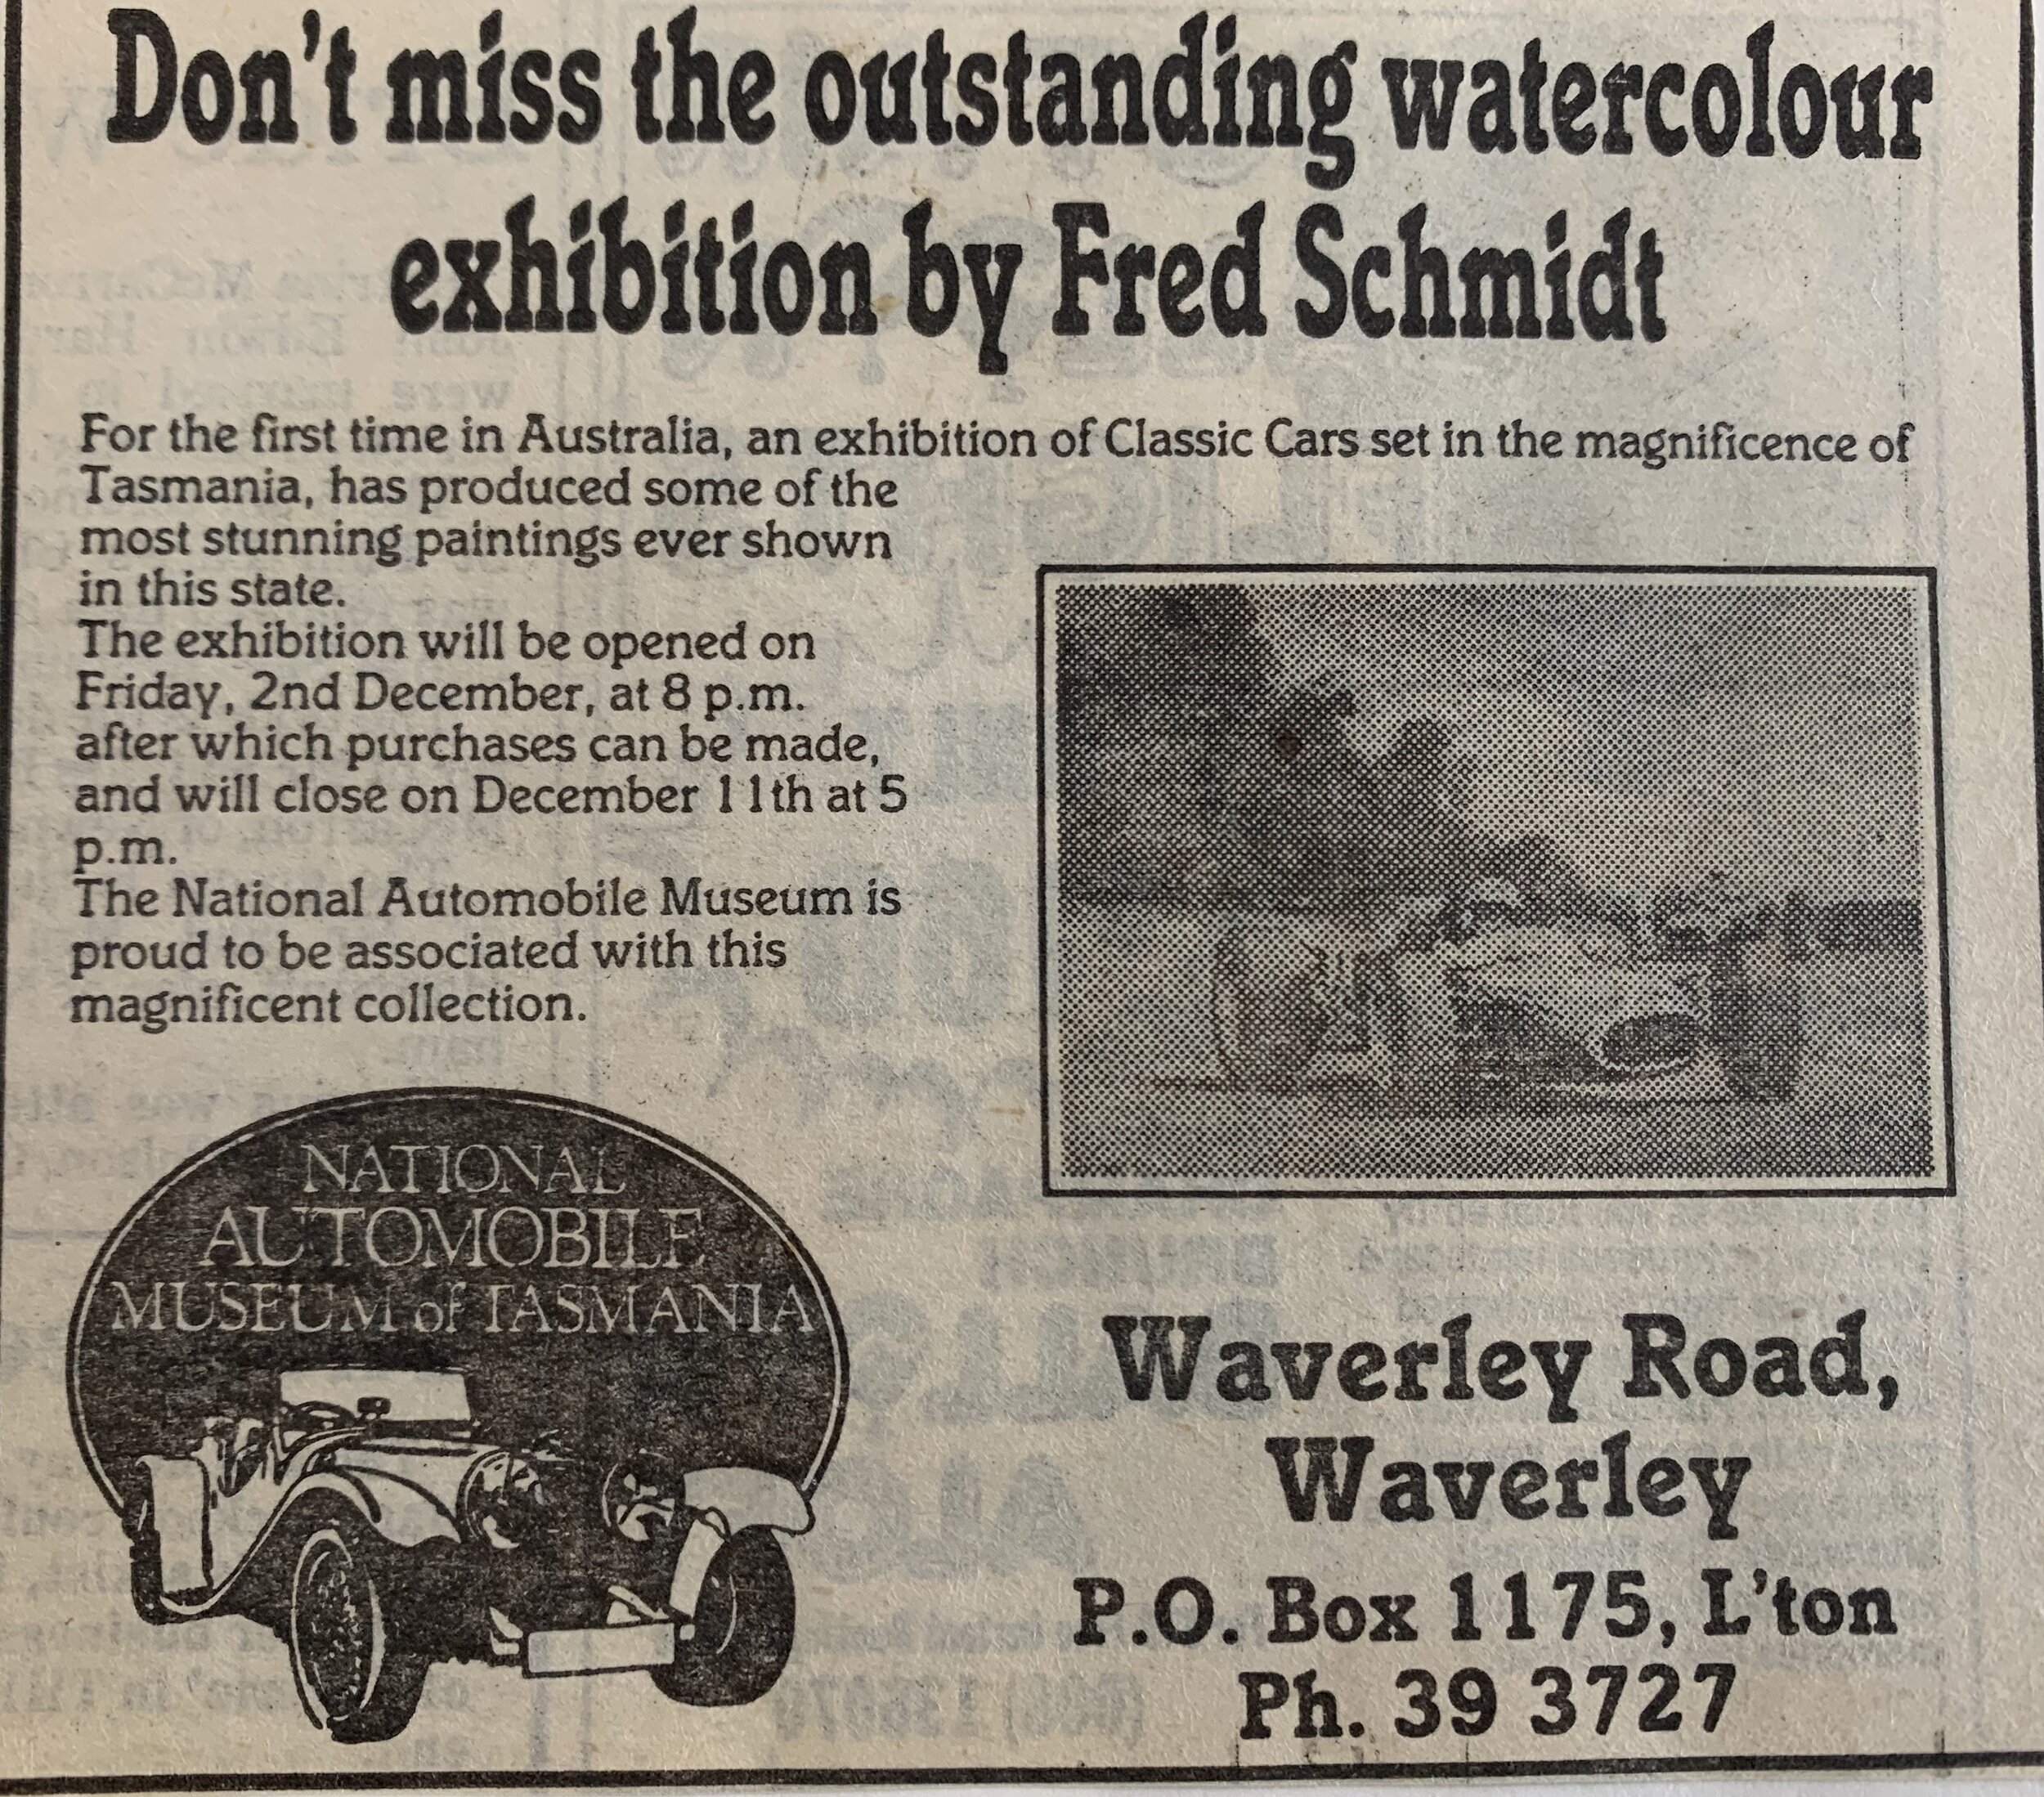 Don't miss the outstanding watercolour
exhibition by Fred Schmidt
For the first time in Australia, an exhibition of Classic Cars set in the magnificence of
Tasmania, has produced some of the
most stunning paintings ever shown
in this state.
The exhibition will be opened on
Friday, 2nd December, at 8 p.m.
after which purchases can be made,
and will close on December 11th at 5
p.m.
The National Automobile Museum is
proud to be associated with this
magnificent collection.
NATIONAL
AUTOMOBILE
MUSEUM of TASMANIA
Waverley Road,
Waverley
P.O. Box 1175, L'ton
Ph. 39 3727